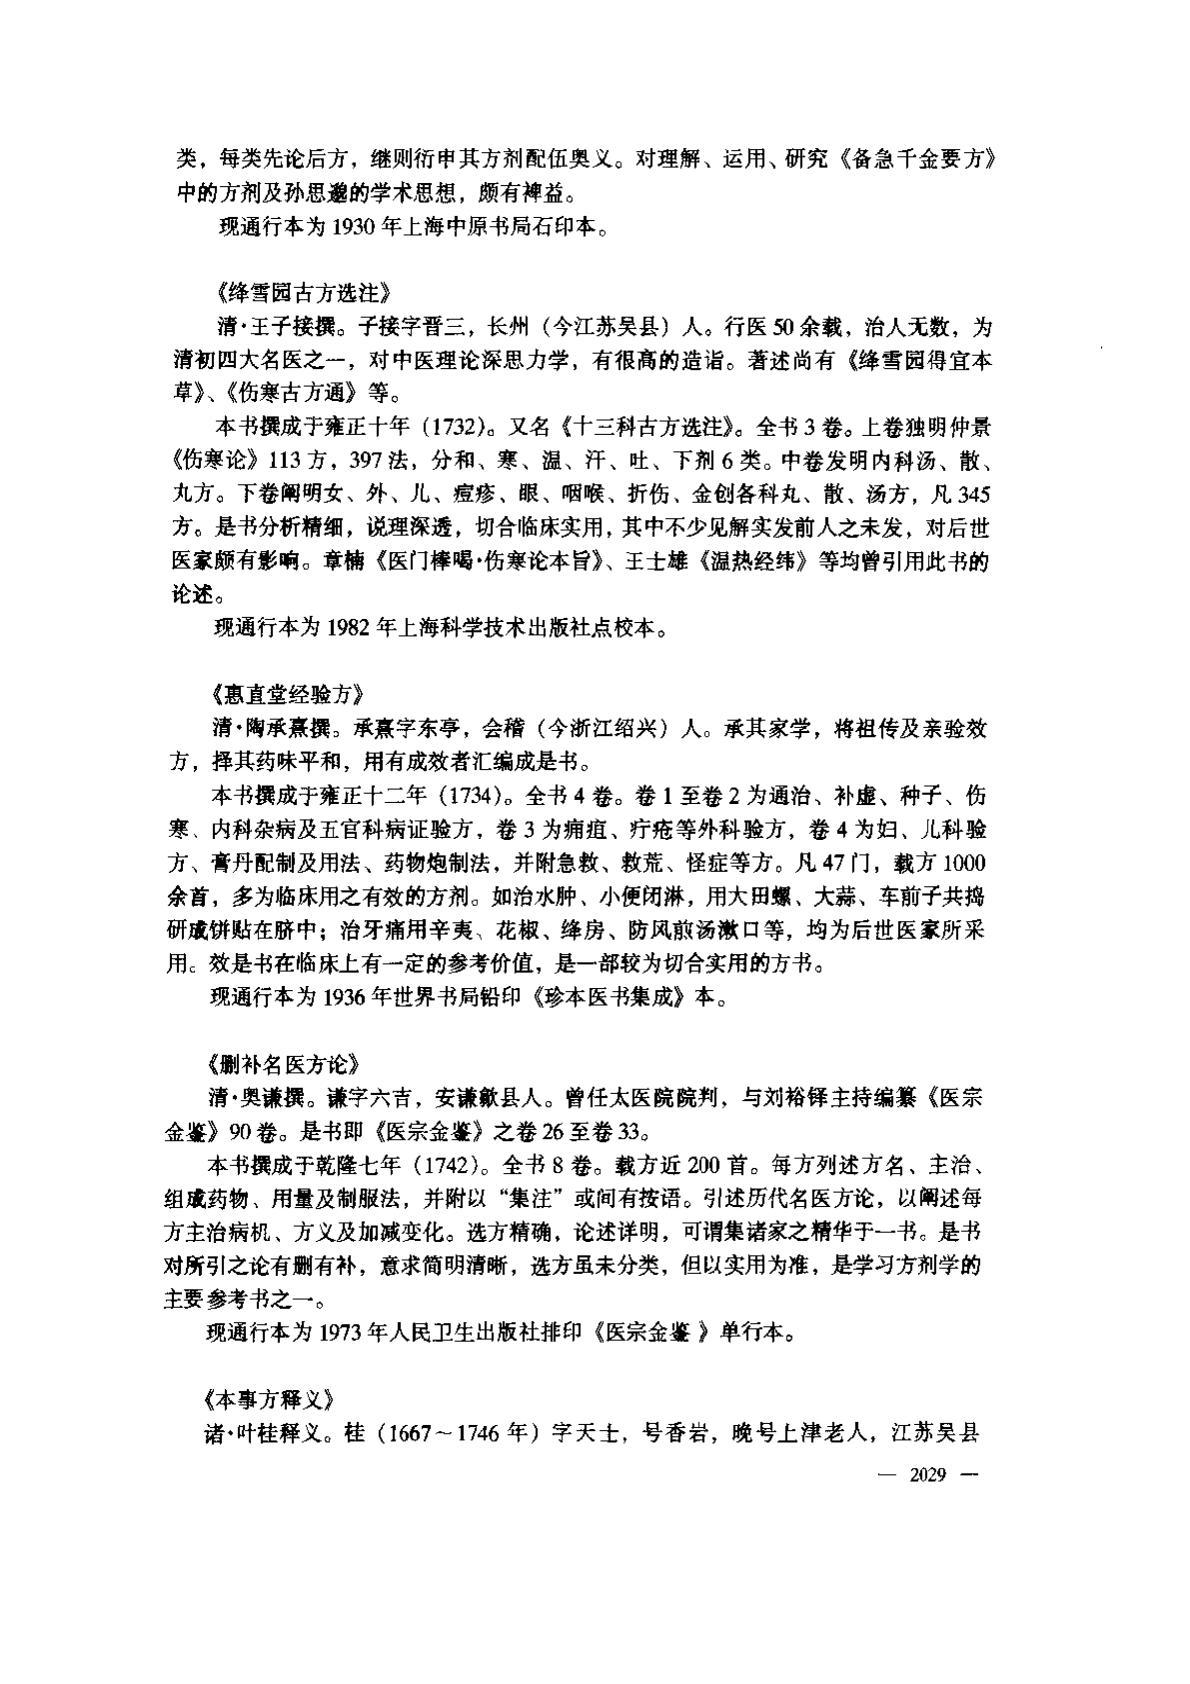 类，每类先论后方，继则衍申其方剂配伍奥义。对理解、运用、研究《备急千金要方》
中的方剂及孙思邈的学术思想，颇有裨益。
现通行本为 1930 年上海中原书局石印本。
《绛雪园古方选注》
清·王子接撰。子接字晋三，长州（今江苏吴县）人。行医 50 余载，治人无数，为
清初四大名医之一，对中医理论深思力学，有很高的造诣。著述尚有《绛雪园得宜本
草》、《伤寒古方通》等。
本书撰成于雍正十年（1732）。又名《十三科古方选注》。全书 3 卷。上卷独明仲景
《伤寒论》113 方，397 法，分和、寒、温、汗、吐、下剂 6 类。中卷发明内科汤、散、
丸方。下卷阐明女、外、儿、痘疹、眼、咽喉、折伤、金创各科丸、散、汤方，凡 345
方。是书分析精细，说理深透，切合临床实用，其中不少见解实发前人之未发，对后世
医家颇有影响。章楠《医门棒喝·伤寒论本旨》、王士雄《温热经纬》等均曾引用此书的
论述。
现通行本为 1982 年上海科学技术出版社点校本。
《惠直堂经验方》
清·陶承熹撰。承熹字东亭，会稽（今浙江绍兴）人。承其家学，将祖传及亲验效
方，择其药味平和，用有成效者汇编成是书。
本书撰成于雍正十二年（1734）。全书 4 卷。卷 1 至卷 2 为通治、补虚、种子、伤
寒、内科杂病及五官科病证验方，卷 3 为痈疽、疔疮等外科验方，卷 4 为妇、儿科验
方、膏丹配制及用法、药物炮制法，并附急救、救荒、怪症等方。凡 47 门，载方 1000
余首，多为临床用之有效的方剂。如治水肿、小便闭淋，用大田螺、大蒜、车前子共捣
研成饼贴在脐中；治牙痛用辛夷、花椒、绛房、防风煎汤漱口等，均为后世医家所采
用。效是书在临床上有一定的参考价值，是一部较为切合实用的方书。
现通行本为 1936 年世界书局铅印《珍本医书集成》本。
《删补名医方论》
清·奥谦撰。谦字六吉，安谦歙县人。曾任太医院院判，与刘裕铎主持编纂《医宗
金鉴》90 卷。是书即《医宗金鉴》之卷 26 至卷 33。
本书撰成于乾隆七年（1742）。全书 8 卷。载方近 200 首。每方列述方名、主治、
组成药物、用量及制服法，并附以“集注”或间有按语。引述历代名医方论，以阐述每
方主治病机、方义及加减变化。选方精确，论述详明，可谓集诸家之精华于一书。是书
对所引之论有删有补，意求简明清晰，选方虽未分类，但以实用为准，是学习方剂学的
主要参考书之一。
现通行本为 1973 年人民卫生出版社排印《医宗金鉴 》单行本。
《本事方释义》
诸·叶桂释义。桂（1667～1746 年）字天士，号香岩，晚号上津老人，江苏吴县
— 2029 —